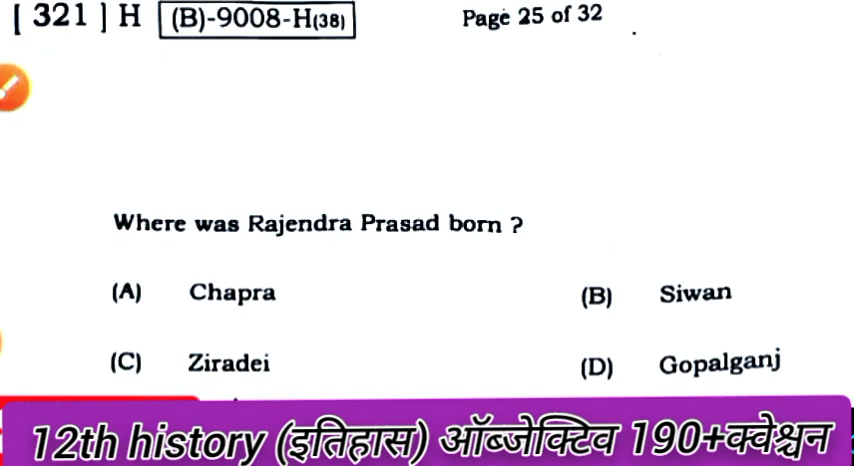 [ 321 ] H (B)-9008-H(38) Page 25 of 32
Where was Rajendra Prasad born ?
(A) Chapra (B) Siwan
(C) Ziradei (D) Gopalganj
12th history (इतिहास) ऑब्जेक्टिव 190+क्वेश्चन